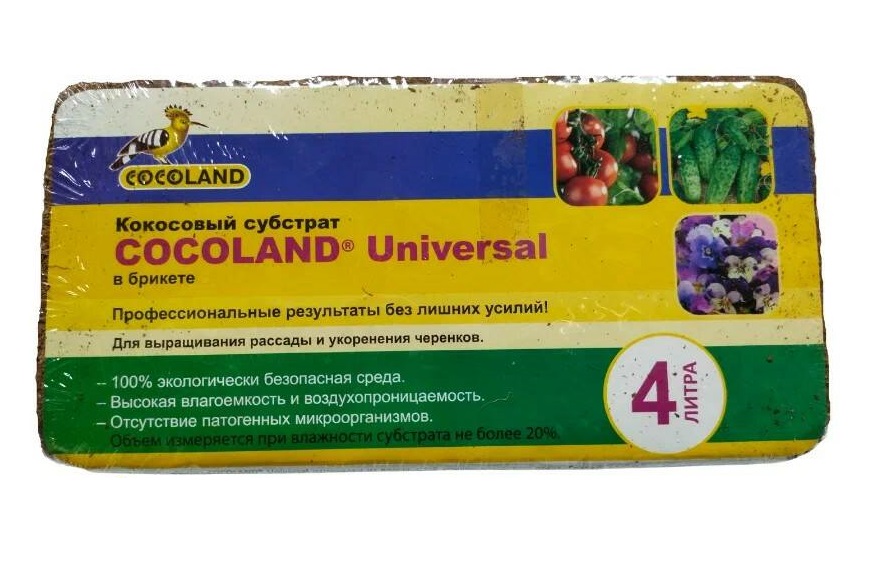 COCOLAND
Кокосовый субстрат
COCOLAND® Universal
в брикете
Профессиональные результаты без лишних усилий!
Для выращивания рассады и укоренения черенков.
– 100% экологически безопасная среда.
– Высокая влагоемкость и воздухопроницаемость.
– Отсутствие патогенных микроорганизмов.
Объем измеряется при влажности субстрата не более 20%.
4
ЛИТРА